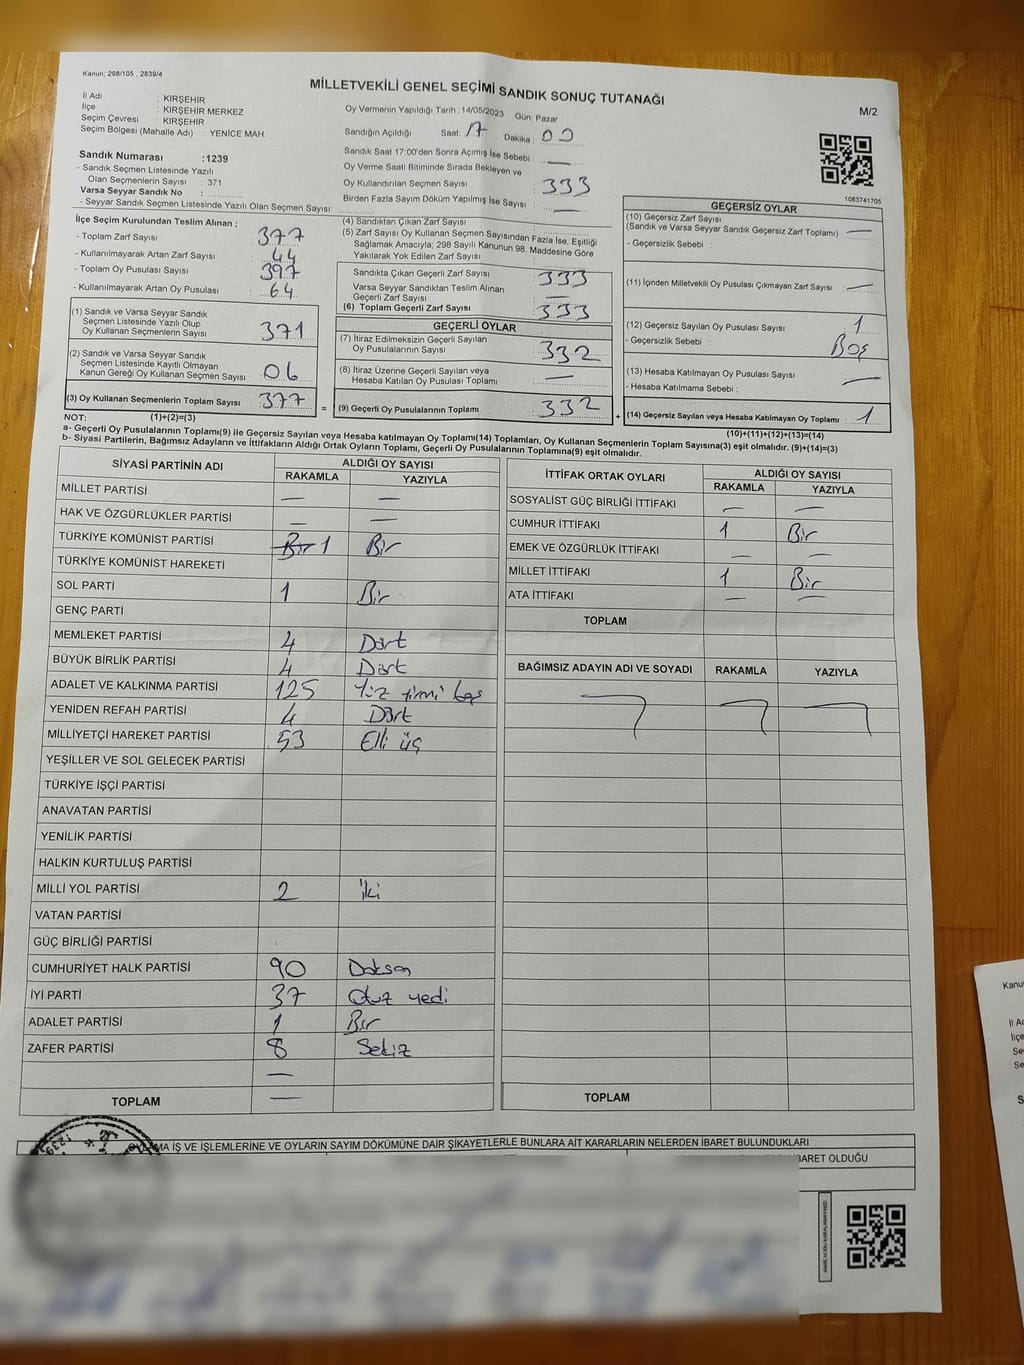 Kanun: 298/105 , 2839/4
MİLLETVEKİLİ GENEL SEÇİMİ SANDIK SONUÇ TUTANAĞI
M/2
İl Adı : KIRŞEHİR
İlçe : KIRŞEHİR MERKEZ
Seçim Çevresi : KIRŞEHİR
Seçim Bölgesi (Mahalle Adı) : YENİCE MAH.
Oy Vermenin Yapıldığı Tarih : 14/05/2023 Gün: Pazar
Sandığın Açıldığı Saat: 17 Dakika : 00
Sandık Saat 17:00'den Sonra Açımış İse Sebebi : —
Oy Verme Saati Bitiminde Sırada Bekleyen ve
Oy Kullandırılan Seçmen Sayısı : 333
Birden Fazla Sayım Döküm Yapılmış İse Sayısı : —
Sandık Numarası :1239
- Sandık Seçmen Listesinde Yazılı
Olan Seçmenlerin Sayısı : 371
Varsa Seyyar Sandık No :
- Seyyar Sandık Seçmen Listesinde Yazılı Olan Seçmen Sayısı:
1083741705
İlçe Seçim Kurulundan Teslim Alınan ;
- Toplam Zarf Sayısı : 377
- Kullanılmayarak Artan Zarf Sayısı : 44
- Toplam Oy Pusulası Sayısı : 397
- Kullanılmayarak Artan Oy Pusulası : 64
(1) Sandık ve Varsa Seyyar Sandık
Seçmen Listesinde Yazılı Olup
Oy Kullanan Seçmenlerin Sayısı : 371
(2) Sandık ve Varsa Seyyar Sandık
Seçmen Listesinde Kayıtlı Olmayan
Kanun Gereği Oy Kullanan Seçmen Sayısı : 06
(3) Oy Kullanan Seçmenlerin Toplam Sayısı : 377
(1)+(2)=(3)
(4) Sandıktan Çıkan Zarf Sayısı :
(5) Zarf Sayısı Oy Kullanan Seçmen Sayısından Fazla İse, Eşitliği
Sağlamak Amacıyla; 298 Sayılı Kanunun 98. Maddesine Göre
Yakılarak Yok Edilen Zarf Sayısı :
Sandıkta Çıkan Geçerli Zarf Sayısı : 333
Varsa Seyyar Sandıktan Teslim Alınan
Geçerli Zarf Sayısı : —
(6) Toplam Geçerli Zarf Sayısı : 333
GEÇERLİ OYLAR
(7) İtiraz Edilmeksizin Geçerli Sayılan
Oy Pusulalarının Sayısı : 332
(8) İtiraz Üzerine Geçerli Sayılan veya
Hesaba Katılan Oy Pusulası Toplamı : —
= (9) Geçerli Oy Pusulalarının Toplamı : 332
GEÇERSİZ OYLAR
(10) Geçersiz Zarf Sayısı
(Sandık ve Varsa Seyyar Sandık Geçersiz Zarf Toplamı) : —
- Geçersizlik Sebebi :
(11) İçinden Milletvekili Oy Pusulası Çıkmayan Zarf Sayısı : —
(12) Geçersiz Sayılan Oy Pusulası Sayısı : 1
- Geçersizlik Sebebi : Boş
(13) Hesaba Katılmayan Oy Pusulası Sayısı : —
- Hesaba Katılmama Sebebi :
+ (14) Geçersiz Sayılan veya Hesaba Katılmayan Oy Toplamı : 1
(10)+(11)+(12)+(13)=(14)
NOT:
a- Geçerli Oy Pusulaları Toplamı(9) ile Geçersiz Sayılan veya Hesaba katılmayan Oy Toplamı(14) Toplamları, Oy Kullanan Seçmenlerin Toplam Sayısına(3) eşit olmalıdır. (9)+(14)=(3)
b- Siyasi Partilerin, Bağımsız Adayların ve İttifakların Aldığı Ortak Oyların Toplamı, Geçerli Oy Pusulalarının Toplamına(9) eşit olmalıdır.
SİYASİ PARTİNİN ADI ALDIĞI OY SAYISI
RAKAMLA YAZIYLA
MİLLET PARTİSİ — —
HAK VE ÖZGÜRLÜKLER PARTİSİ — —
TÜRKİYE KOMÜNİST PARTİSİ Bir 1 Bir
TÜRKİYE KOMÜNİST HAREKETİ
SOL PARTİ 1 Bir
GENÇ PARTİ
MEMLEKET PARTİSİ 4 Dört
BÜYÜK BİRLİK PARTİSİ 4 Dört
ADALET VE KALKINMA PARTİSİ 125 Yüz yirmi beş
YENİDEN REFAH PARTİSİ 4 Dört
MİLLİYETÇİ HAREKET PARTİSİ 53 Elli üç
YEŞİLLER VE SOL GELECEK PARTİSİ
TÜRKİYE İŞÇİ PARTİSİ
ANAVATAN PARTİSİ
YENİLİK PARTİSİ
HALKIN KURTULUŞ PARTİSİ
MİLLİ YOL PARTİSİ 2 İki
VATAN PARTİSİ
GÜÇ BİRLİĞİ PARTİSİ
CUMHURİYET HALK PARTİSİ 90 Doksan
İYİ PARTİ 37 Otuz yedi
ADALET PARTİSİ 1 Bir
ZAFER PARTİSİ 8 Sekiz
—
TOPLAM —
İTTİFAK ORTAK OYLARI ALDIĞI OY SAYISI
RAKAMLA YAZIYLA
SOSYALİST GÜÇ BİRLİĞİ İTTİFAKI — —
CUMHUR İTTİFAKI 1 Bir
EMEK VE ÖZGÜRLÜK İTTİFAKI — —
MİLLET İTTİFAKI 1 Bir
ATA İTTİFAKI — —
TOPLAM
BAĞIMSIZ ADAYIN ADI VE SOYADI RAKAMLA YAZIYLA
TOPLAM
MA İŞ VE İŞLEMLERİNE VE OYLARIN SAYIM DÖKÜMÜNE DAİR ŞİKAYETLERLE BUNLARA AİT KARARLARIN NELERDEN İBARET BULUNDUKLARI
BARET OLDUĞU
1239
Kanu
İl A
İlçe
Se
Se
S